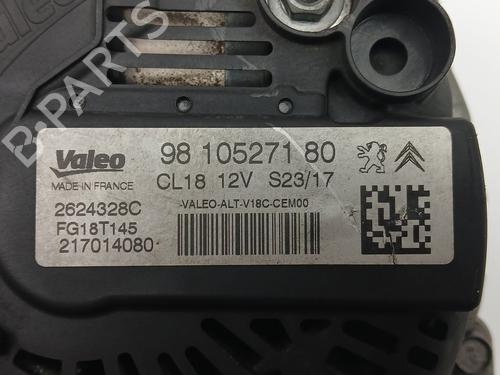 Valeo
B-PARTS
Valeo
98 105271 80
MADE IN FRANCE
CL18 12V S23/17
2624328C
-VALEO-ALT-V18C-CEM00
FG18T145
217014080